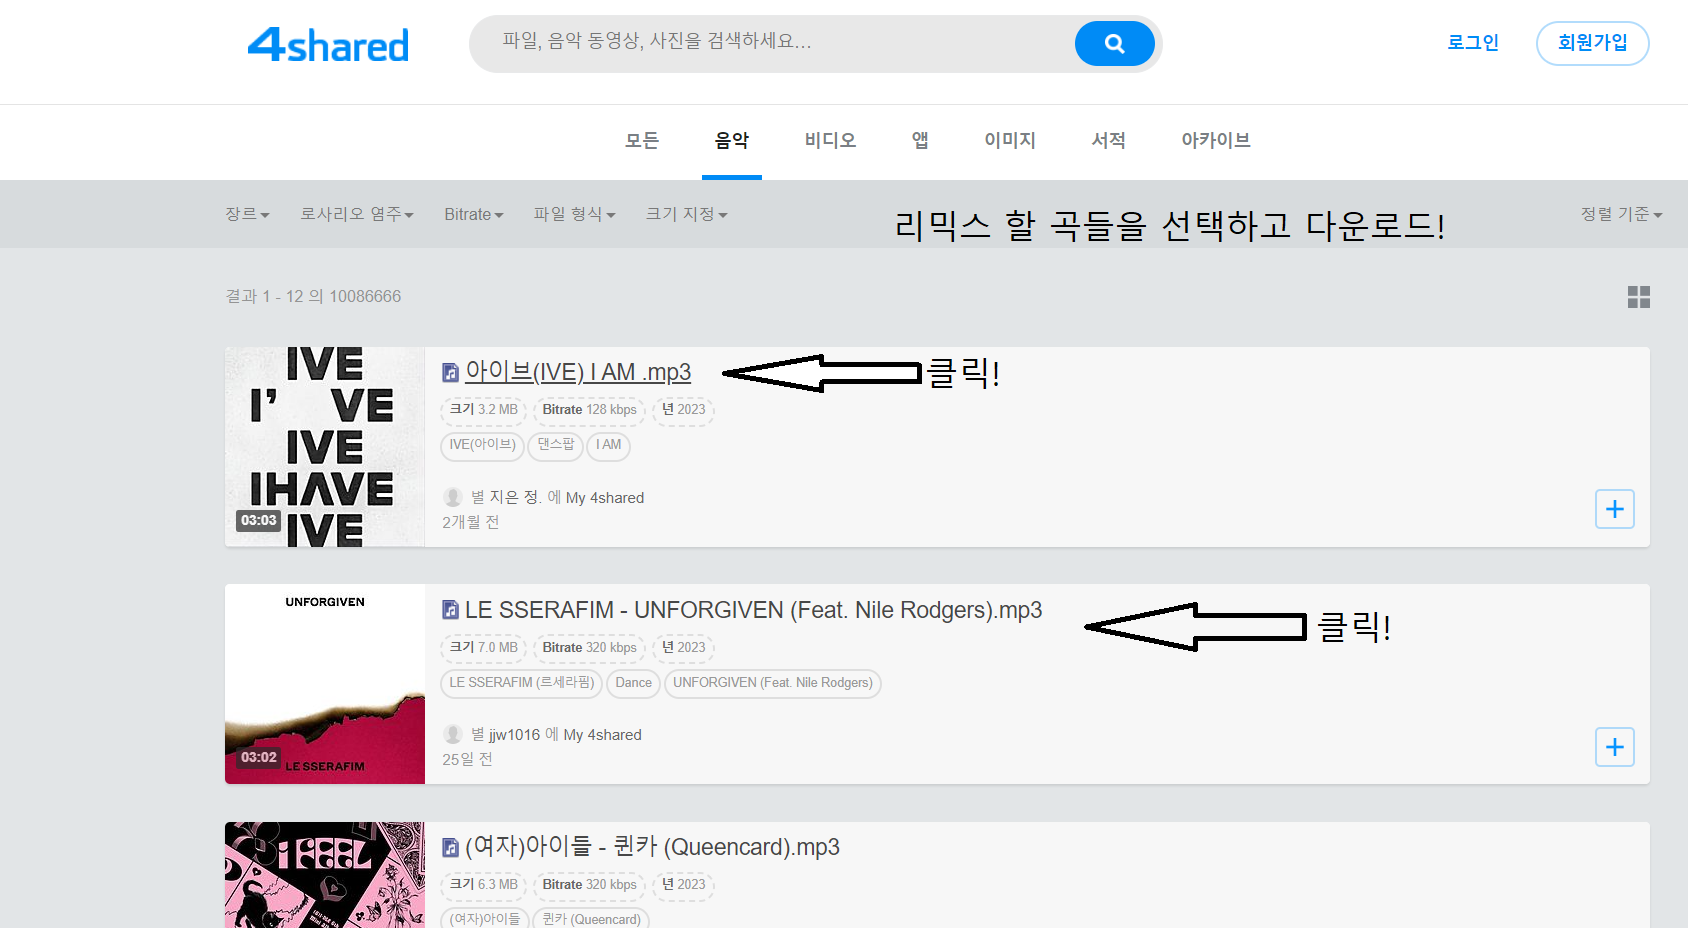 4shared
파일, 음악 동영상, 사진을 검색하세요...
로그인
회원가입
모든 음악 비디오 앱 이미지 서적 아카이브
장르 로사리오 염주 Bitrate 파일 형식 크기 지정
리믹스 할 곡들을 선택하고 다운로드!
정렬 기준
결과 1 - 12 의 10086666
IVE
I' VE
IVE
IHAVE
IVE
03:03
아이브(IVE) I AM .mp3
클릭!
크기 3.2 MB Bitrate 128 kbps 년 2023
IVE(아이브) 댄스팝 I AM
별 지은 정. 에 My 4shared
2개월 전
UNFORGIVEN
03:02
LE SSERAFIM
LE SSERAFIM - UNFORGIVEN (Feat. Nile Rodgers).mp3
클릭!
크기 7.0 MB Bitrate 320 kbps 년 2023
LE SSERAFIM (르세라핌) Dance UNFORGIVEN (Feat. Nile Rodgers)
별 jjw1016 에 My 4shared
25일 전
I FEEL
(여자)아이들 - 퀸카 (Queencard).mp3
크기 6.3 MB Bitrate 320 kbps 년 2023
(여자)아이들 퀸카 (Queencard)